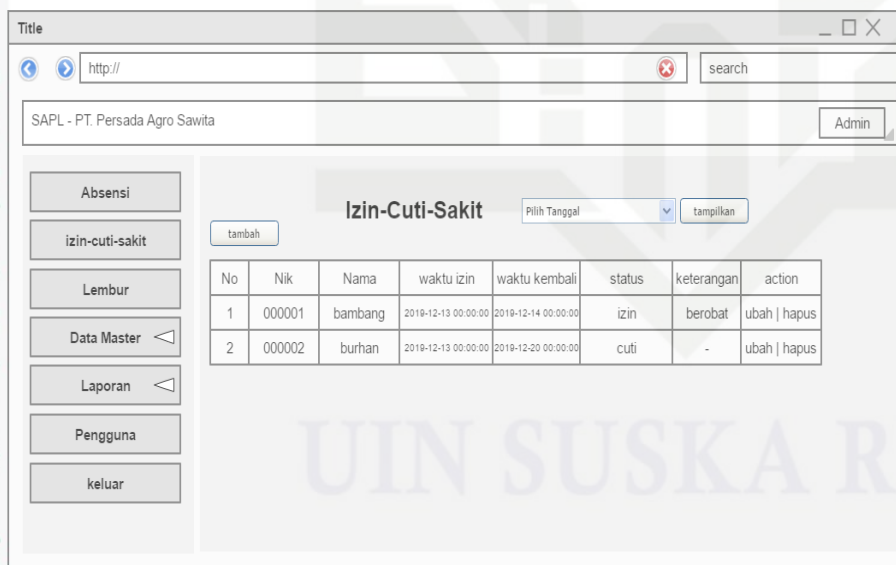 Title
http://
search
SAPL - PT. Persada Agro Sawita
Admin
Absensi
izin-cuti-sakit
Lembur
Data Master
Laporan
Pengguna
keluar
Izin-Cuti-Sakit
Pilih Tanggal
tampilkan
tambah
No Nik Nama waktu izin waktu kembali status keterangan action
1 000001 bambang 2019-12-13 00:00:00 2019-12-14 00:00:00 izin berobat ubah | hapus
2 000002 burhan 2019-12-13 00:00:00 2019-12-20 00:00:00 cuti - ubah | hapus
UIN SUSKA R